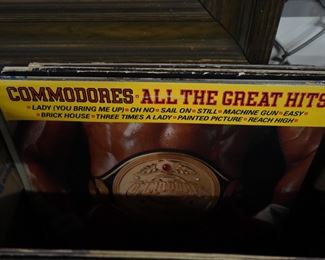 COMMODORES•ALL THE GREAT HITS
•LADY (YOU BRING ME UP)•OH NO•SAIL ON•STILL•MACHINE GUN•EASY•
•BRICK HOUSE•THREE TIMES A LADY•PAINTED PICTURE•REACH HIGH•